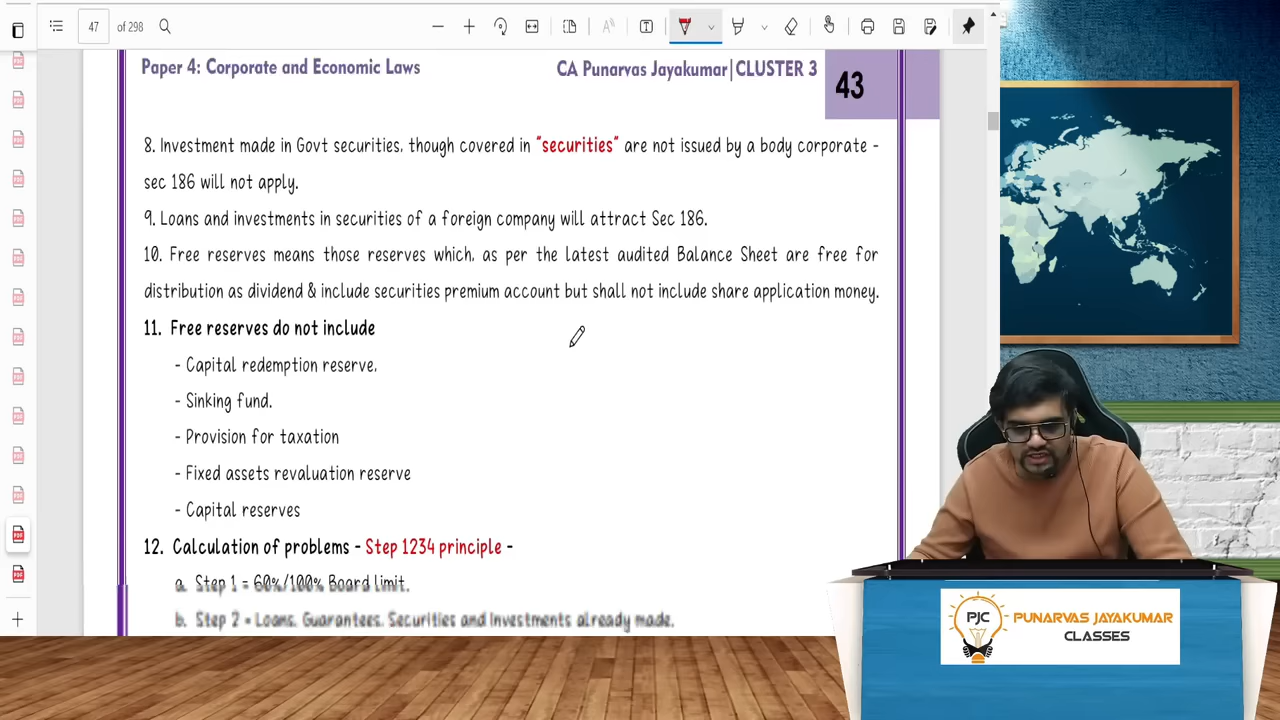 47 of 298
Paper 4: Corporate and Economic Laws
CA Punarvas Jayakumar|CLUSTER 3
43
8. Investment made in Govt securities, though covered in "securities" are not issued by a body corporate -
sec 186 will not apply.
9. Loans and investments in securities of a foreign company will attract Sec 186.
10. Free reserves means those reserves which, as per the latest audited Balance Sheet are free for
distribution as dividend & include securities premium account but shall not include share application money.
11. Free reserves do not include
- Capital redemption reserve.
- Sinking fund.
- Provision for taxation
- Fixed assets revaluation reserve
- Capital reserves
12. Calculation of problems - Step 1234 principle -
a. Step 1 = 60%/100% Board limit.
b. Step 2 = Loans, Guarantees, Securities and Investments already made.
PJC
PUNARVAS JAYAKUMAR
CLASSES